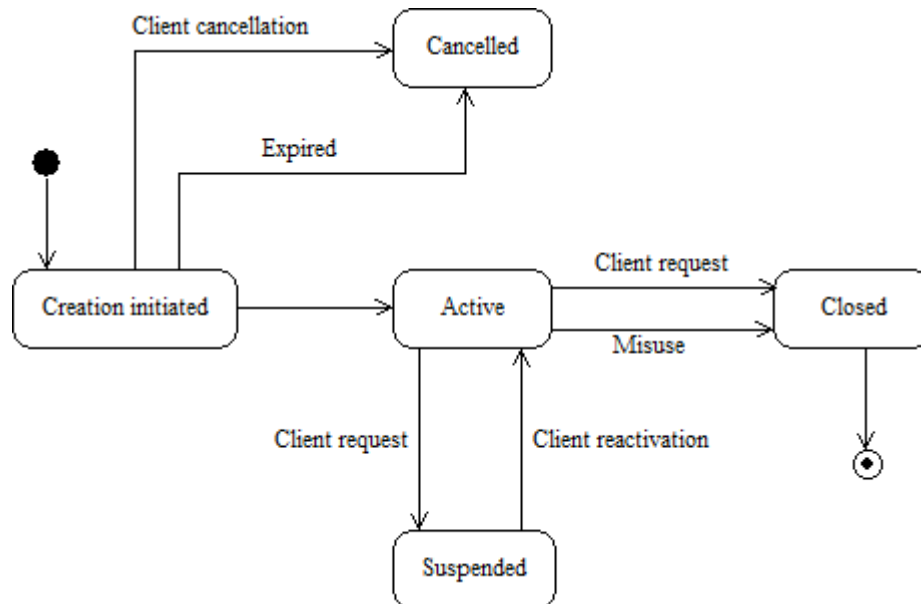 Client cancellation
Cancelled
Expired
Creation initiated
Active
Client request
Misuse
Closed
Client request
Client reactivation
Suspended